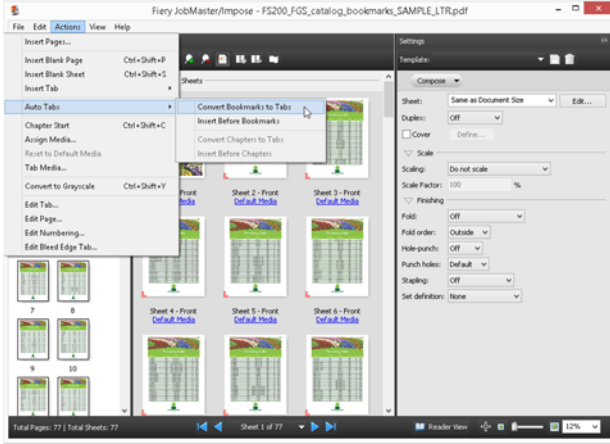 Fiery JobMaster/Impose - FS200_FGS_catalog_bookmarks_SAMPLE_LTR.pdf
File Edit Actions View Help
Insert Pages...
Insert Blank Page Ctrl+Shift+P
Insert Blank Sheet Ctrl+Shift+S
Insert Tab
Auto Tabs
Chapter Start Ctrl+Shift+C
Assign Media...
Reset to Default Media
Tab Media...
Convert to Grayscale Ctrl+Shift+Y
Edit Tab...
Edit Page...
Edit Numbering...
Edit Bleed Edge Tab...
Convert Bookmarks to Tabs
Insert Before Bookmarks
Convert Chapters to Tabs
Insert Before Chapters
Sheets
Front Sheet 2 - Front Sheet 3 - Front
Media Default Media Default Media
Sheet 4 - Front Sheet 5 - Front Sheet 6 - Front
Default Media Default Media Default Media
7 8
9 10
Settings
Template:
Compose
Sheet: Same as Document Size Edit...
Duplex: Off
Cover Define...
Scale
Scaling: Do not scale
Scale Factor: 100 %
Finishing
Fold: Off
Fold order: Outside
Hole-punch: Off
Punch holes: Default
Stapling: Off
Set definition: None
Total Pages: 77 | Total Sheets: 77 Sheet 1 of 77 Reader View 12%